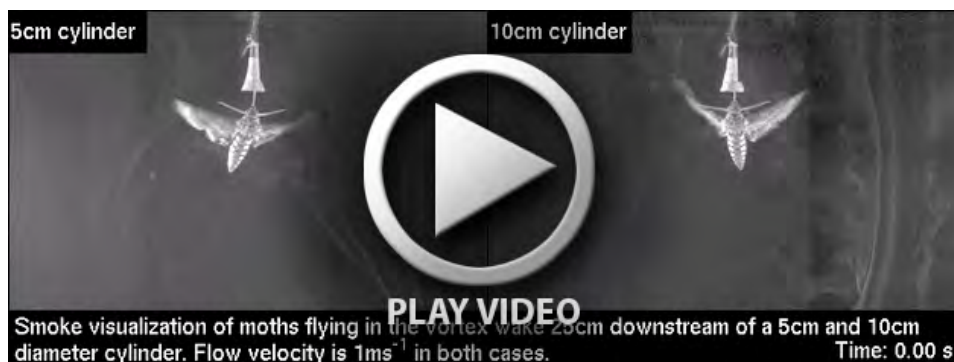 5cm cylinder
10cm cylinder
PLAY VIDEO
Smoke visualization of moths flying in the vortex wake 25cm downstream of a 5cm and 10cm
diameter cylinder. Flow velocity is 1ms⁻¹ in both cases.
Time: 0.00 s